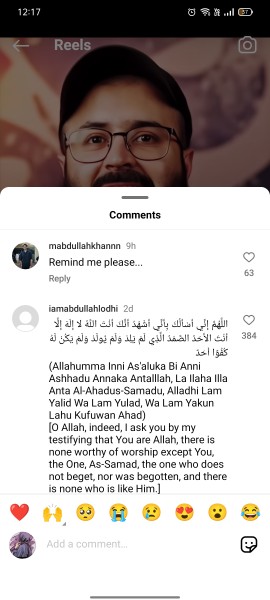 12:17
Reels
Comments
mabdullahkhannn 9h
Remind me please...
63
Reply
iamabdullahlodhi 2d
اللَّهُمَّ إِنِّي أَسْأَلُكَ بِأَنِّي أَشْهَدُ أَنَّكَ أَنْتَ اللَّهُ لَا إِلَهَ إِلَّا
أَنْتَ الأَحَدُ الصَّمَدُ الَّذِي لَمْ يَلِدْ وَلَمْ يُولَدْ وَلَمْ يَكُنْ لَهُ
كُفُوًا أَحَدٌ
384
(Allahumma Inni As'aluka Bi Anni
Ashhadu Annaka Antalllah, La Ilaha Illa
Anta Al-Ahadus-Samadu, Alladhi Lam
Yalid Wa Lam Yulad, Wa Lam Yakun
Lahu Kufuwan Ahad)
[O Allah, indeed, I ask you by my
testifying that You are Allah, there is
none worthy of worship except You,
the One, As-Samad, the one who does
not beget, nor was begotten, and there
is none who is like Him.]
Add a comment...